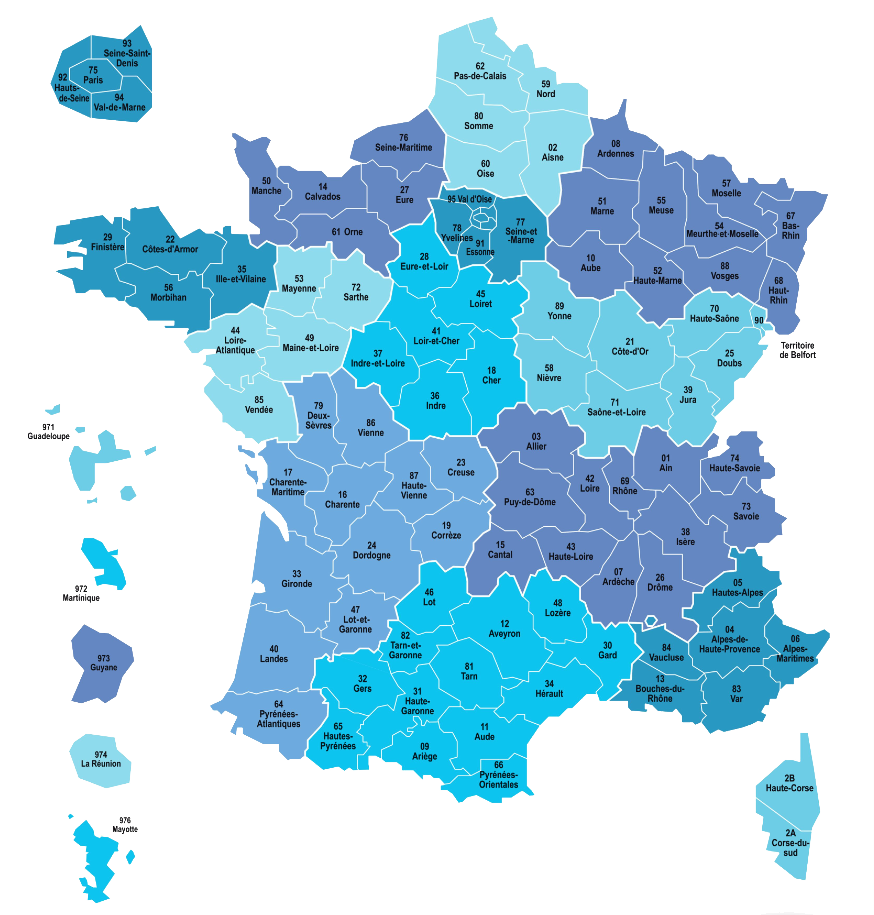 93
Seine-Saint-
Denis
92
Hauts-
de-Seine
75
Paris
94
Val-de-Marne
62
Pas-de-Calais
59
Nord
80
Somme
02
Aisne
60
Oise
76
Seine-Maritime
08
Ardennes
50
Manche
14
Calvados
27
Eure
61 Orne
95 Val d'Oise
78
Yvelines
91
Essonne
77
Seine-et
-Marne
51
Marne
55
Meuse
57
Moselle
54
Meurthe-et-Moselle
67
Bas-
Rhin
10
Aube
52
Haute-Marne
88
Vosges
68
Haut-
Rhin
29
Finistère
22
Côtes-d'Armor
56
Morbihan
35
Ille-et-Vilaine
53
Mayenne
72
Sarthe
28
Eure-et-Loir
45
Loiret
89
Yonne
70
Haute-Saône
90
Territoire
de Belfort
44
Loire-
Atlantique
49
Maine-et-Loire
41
Loir-et-Cher
37
Indre-et-Loire
18
Cher
36
Indre
58
Nièvre
21
Côte-d'Or
25
Doubs
39
Jura
71
Saône-et-Loire
85
Vendée
79
Deux-
Sèvres
86
Vienne
971
Guadeloupe
17
Charente-
Maritime
16
Charente
87
Haute-
Vienne
23
Creuse
19
Corrèze
03
Allier
63
Puy-de-Dôme
42
Loire
69
Rhône
01
Ain
74
Haute-Savoie
73
Savoie
38
Isère
15
Cantal
43
Haute-Loire
07
Ardèche
26
Drôme
05
Hautes-Alpes
972
Martinique
33
Gironde
24
Dordogne
47
Lot-et-
Garonne
40
Landes
64
Pyrénées-
Atlantiques
46
Lot
12
Aveyron
48
Lozère
82
Tarn-et-
Garonne
81
Tarn
30
Gard
84
Vaucluse
04
Alpes-de-
Haute-Provence
06
Alpes-
Maritimes
13
Bouches-du-
Rhône
83
Var
32
Gers
31
Haute-
Garonne
34
Hérault
65
Hautes-
Pyrénées
09
Ariège
11
Aude
66
Pyrénées-
Orientales
973
Guyane
974
La Réunion
976
Mayotte
2B
Haute-Corse
2A
Corse-du-
sud